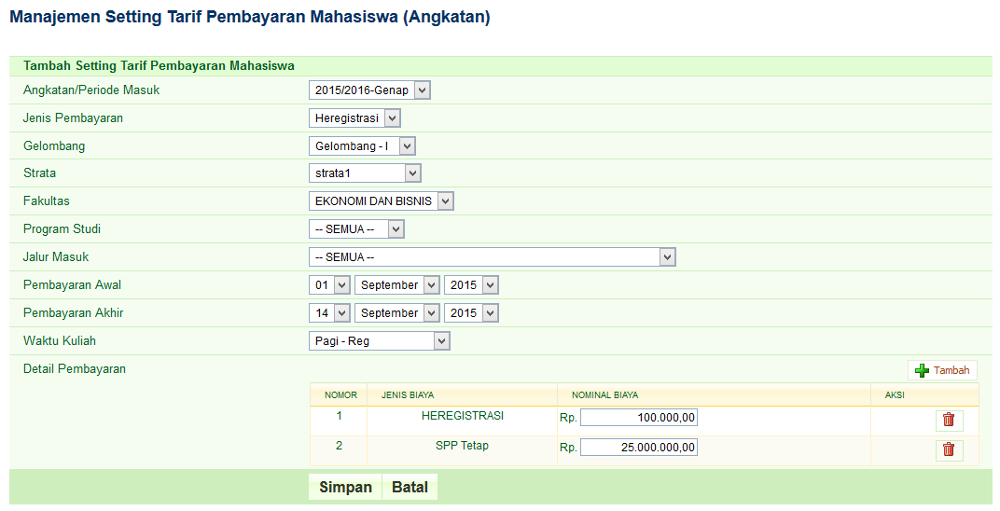 Manajemen Setting Tarif Pembayaran Mahasiswa (Angkatan)
Tambah Setting Tarif Pembayaran Mahasiswa
Angkatan/Periode Masuk 2015/2016-Genap
Jenis Pembayaran Heregistrasi
Gelombang Gelombang - I
Strata strata1
Fakultas EKONOMI DAN BISNIS
Program Studi -- SEMUA --
Jalur Masuk -- SEMUA --
Pembayaran Awal 01 September 2015
Pembayaran Akhir 14 September 2015
Waktu Kuliah Pagi - Reg
Detail Pembayaran Tambah
NOMOR JENIS BIAYA NOMINAL BIAYA AKSI
1 HEREGISTRASI Rp. 100.000,00
2 SPP Tetap Rp. 25.000.000,00
Simpan Batal